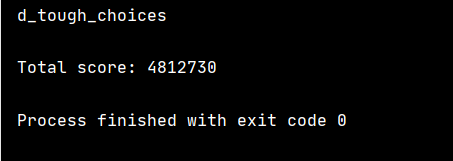 d_tough_choices
Total score: 4812730
Process finished with exit code 0